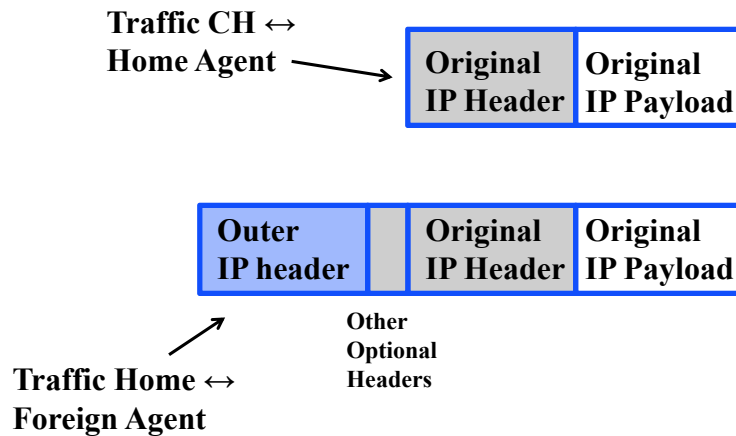 Traffic CH ↔
Home Agent
Original
IP Header
Original
IP Payload
Outer
IP header
Original
IP Header
Original
IP Payload
Other
Optional
Headers
Traffic Home ↔
Foreign Agent